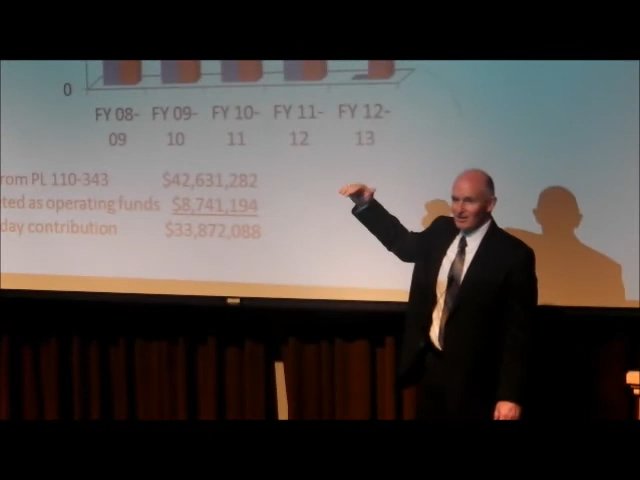 0
FY 08- FY 09- FY 10- FY 11- FY 12-
09 10 11 12 13
rom PL 110-343 $42,631,282
ted as operating funds $8,741,194
day contribution $33,872,088